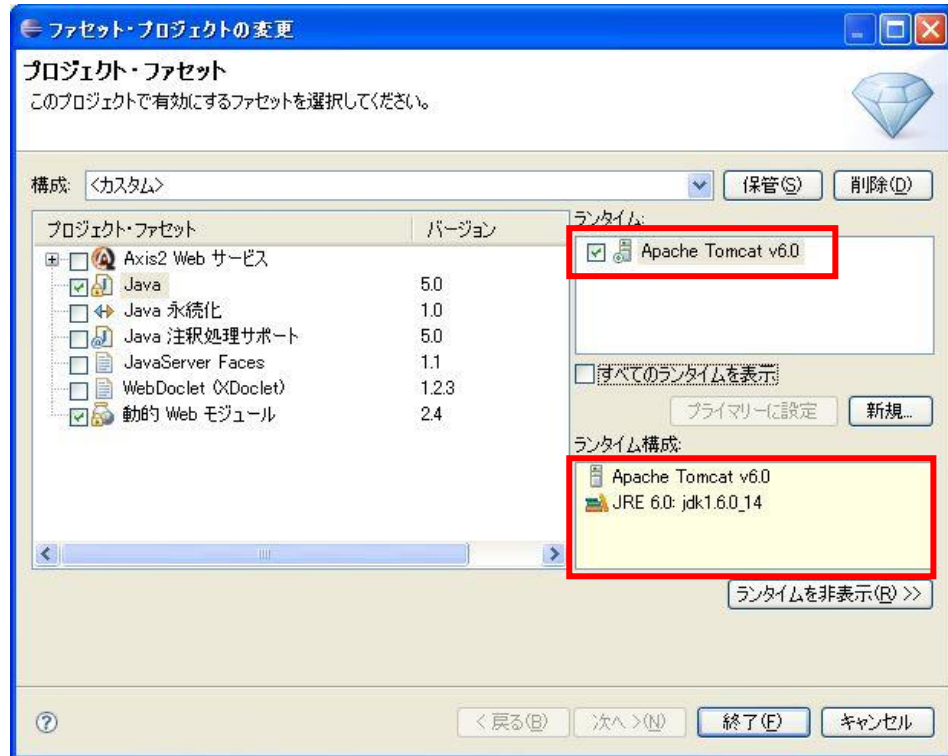 ファセット・プロジェクトの変更
プロジェクト・ファセット
このプロジェクトで有効にするファセットを選択してください。
構成: <カスタム> 保管(S) 削除(D)
プロジェクト・ファセット バージョン
Axis2 Web サービス
Java 5.0
Java 永続化 1.0
Java 注釈処理サポート 5.0
JavaServer Faces 1.1
WebDoclet (XDoclet) 1.2.3
動的 Web モジュール 2.4
ランタイム:
Apache Tomcat v6.0
すべてのランタイムを表示
プライマリーに設定 新規...
ランタイム構成:
Apache Tomcat v6.0
JRE 6.0: jdk1.6.0_14
ランタイムを非表示(R) >>
< 戻る(B) 次へ >(N) 終了(F) キャンセル